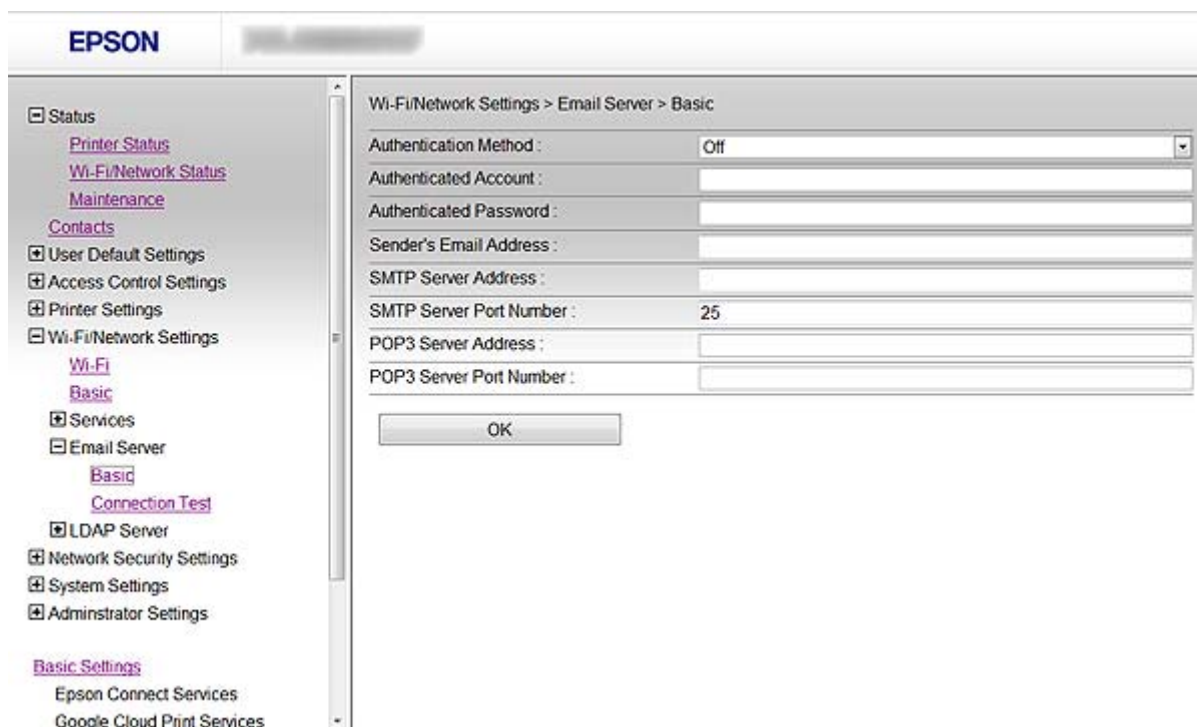 EPSON
Status
Printer Status
Wi-Fi/Network Status
Maintenance
Contacts
User Default Settings
Access Control Settings
Printer Settings
Wi-Fi/Network Settings
Wi-Fi
Basic
Services
Email Server
Basic
Connection Test
LDAP Server
Network Security Settings
System Settings
Adminstrator Settings
Basic Settings
Epson Connect Services
Google Cloud Print Services
Wi-Fi/Network Settings > Email Server > Basic
Authentication Method : Off
Authenticated Account :
Authenticated Password :
Sender's Email Address :
SMTP Server Address :
SMTP Server Port Number : 25
POP3 Server Address :
POP3 Server Port Number :
OK